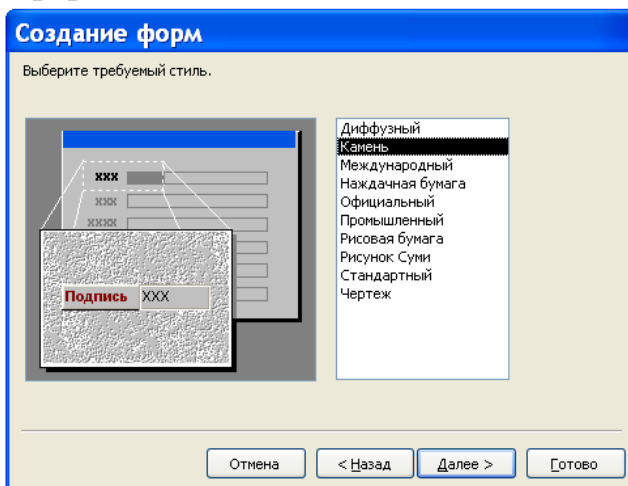 Создание форм
Выберите требуемый стиль.
xxx
xxx
xxxx
Подпись XXX
Диффузный
Камень
Международный
Наждачная бумага
Официальный
Промышленный
Рисовая бумага
Рисунок Суми
Стандартный
Чертеж
Отмена
< Назад
Далее >
Готово